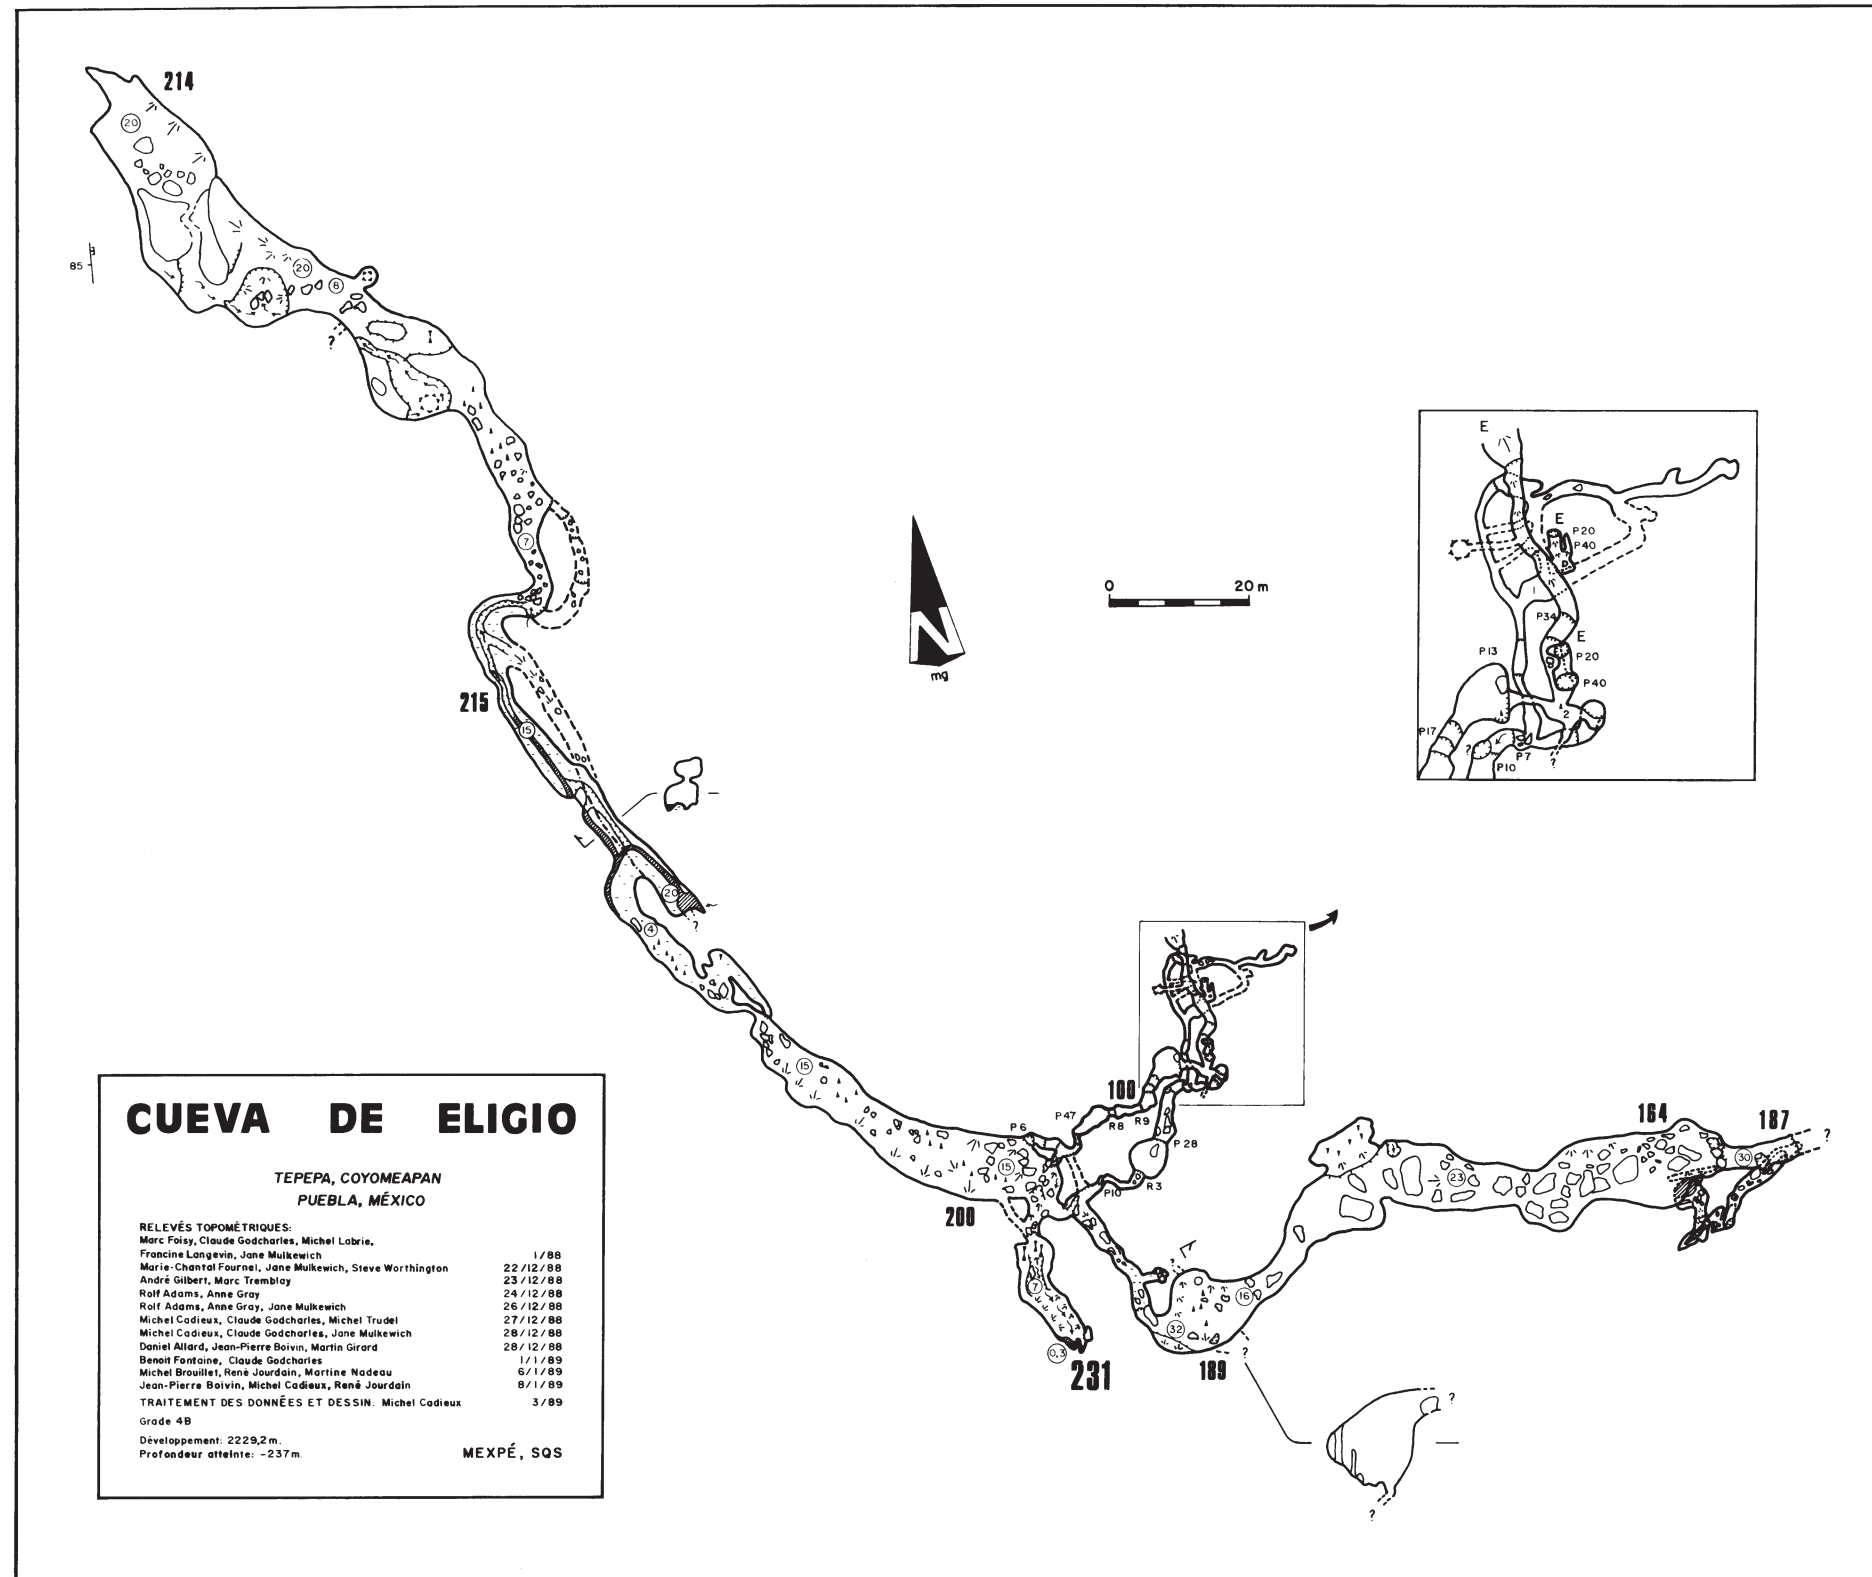 214
20
85
20
8
?
7
215
15
20
?
4
15
N
mg
0 20 m
E
E
P20
P40
P34
E
P13
P20
P40
2
P17
?
P7
P10
?
100
P47
P6
R8
R9
P28
15
P10
R3
200
7
0,3
231
?
32
16
?
189
23
164
187
30
?
?
?
CUEVA DE ELIGIO
TEPEPA, COYOMEAPAN
PUEBLA, MÉXICO
RELEVÉS TOPOMÉTRIQUES:
Marc Foisy, Claude Godcharles, Michel Labrie,
Francine Langevin, Jane Mulkewich 1/88
Marie-Chantal Fournel, Jane Mulkewich, Steve Worthington 22/12/88
André Gilbert, Marc Tremblay 23/12/88
Rolf Adams, Anne Gray 24/12/88
Rolf Adams, Anne Gray, Jane Mulkewich 26/12/88
Michel Cadieux, Claude Godcharles, Michel Trudel 27/12/88
Michel Cadieux, Claude Godcharles, Jane Mulkewich 28/12/88
Daniel Allard, Jean-Pierre Boivin, Martin Girard 28/12/88
Benoit Fontaine, Claude Godcharles 1/1/89
Michel Brouillet, René Jourdain, Martine Nadeau 6/1/89
Jean-Pierre Boivin, Michel Cadieux, René Jourdain 8/1/89
TRAITEMENT DES DONNÉES ET DESSIN: Michel Cadieux 3/89
Grade 4B
Développement: 2229,2m.
Profondeur atteinte: -237m. MEXPÉ, SQS